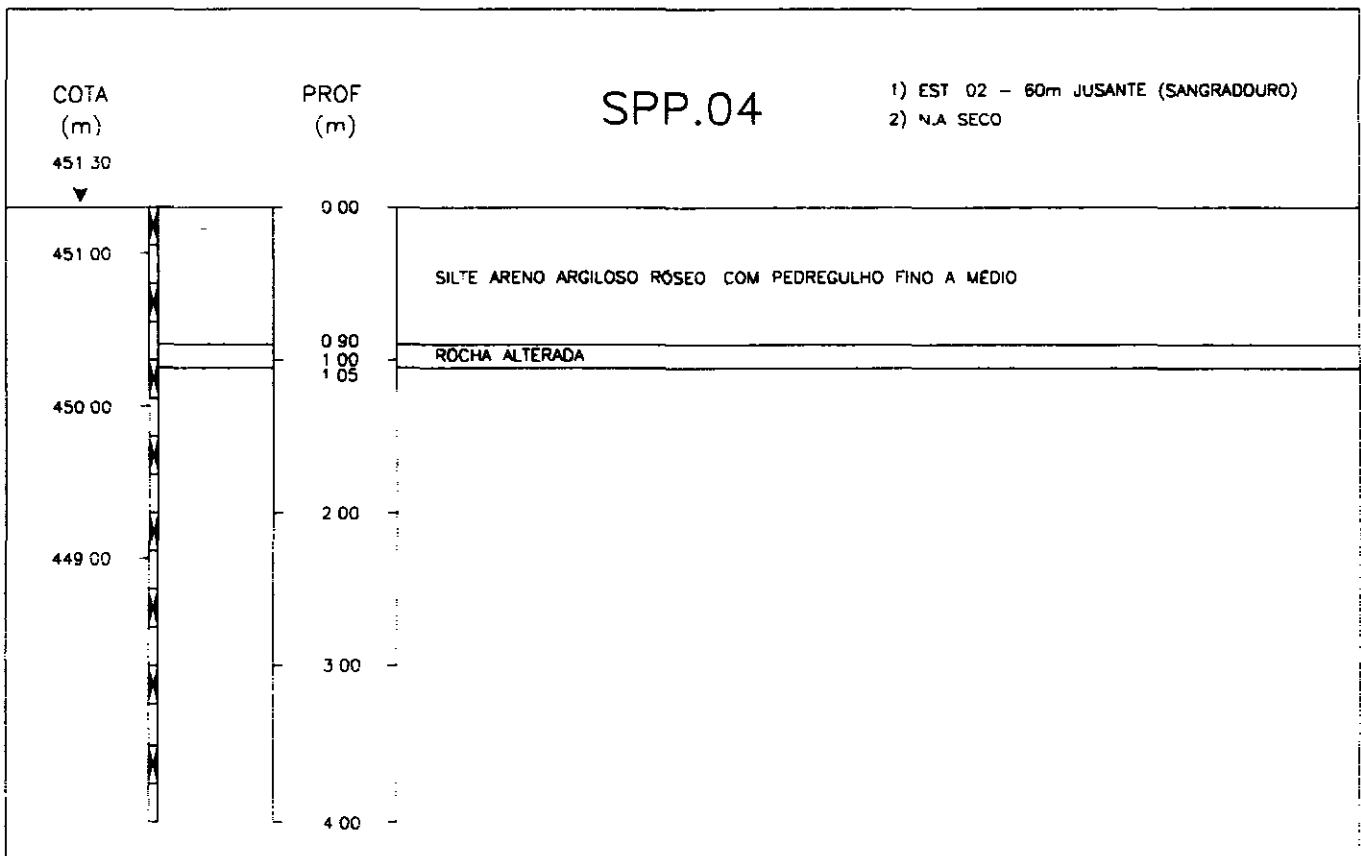 COTA
(m)
451 30
PROF
(m)
SPP.04
1) EST 02 – 60m JUSANTE (SANGRADOURO)
2) N.A SECO
0 00
451 00
SILTE ARENO ARGILOSO RÓSEO COM PEDREGULHO FINO A MÉDIO
0 90
1 00
ROCHA ALTERADA
1 05
450 00
2 00
449 00
3 00
4 00